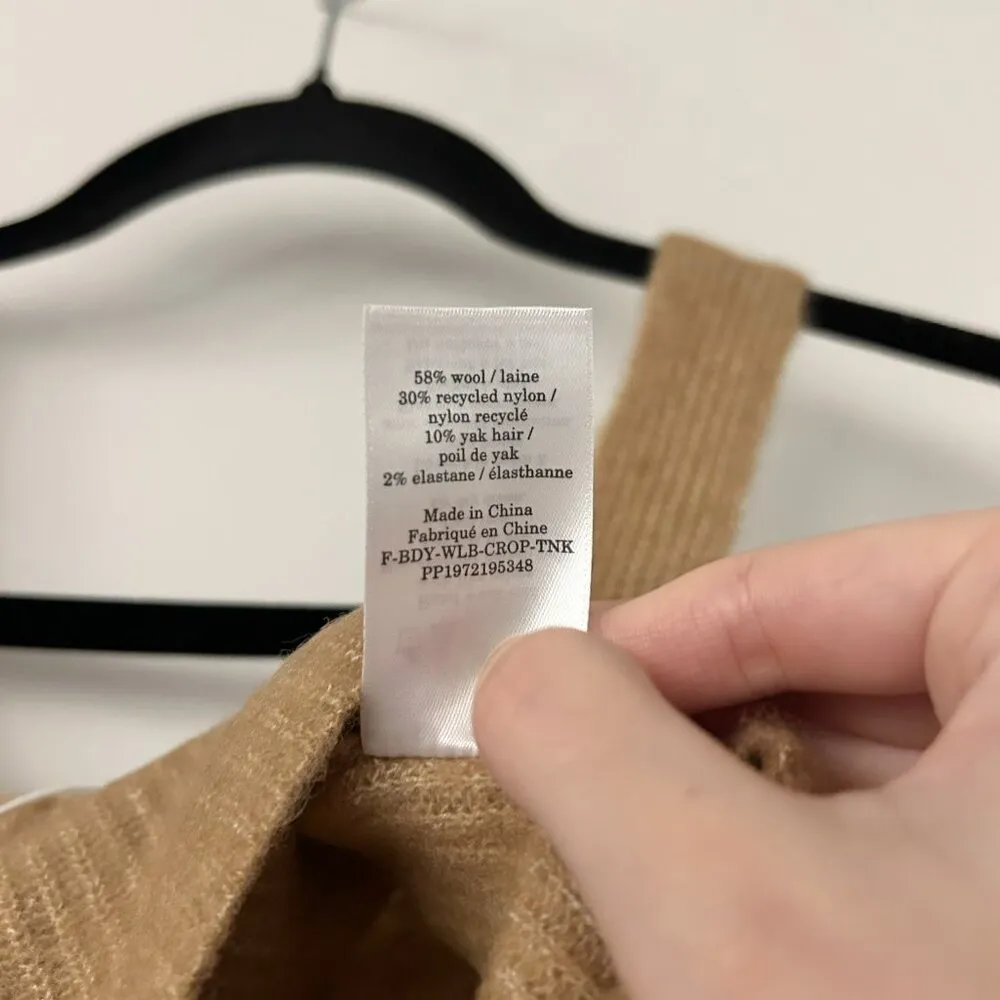 58% wool / laine
30% recycled nylon /
nylon recyclé
10% yak hair /
poil de yak
2% elastane / élasthanne
Made in China
Fabriqué en Chine
F-BDY-WLB-CROP-TNK
PP1972195348